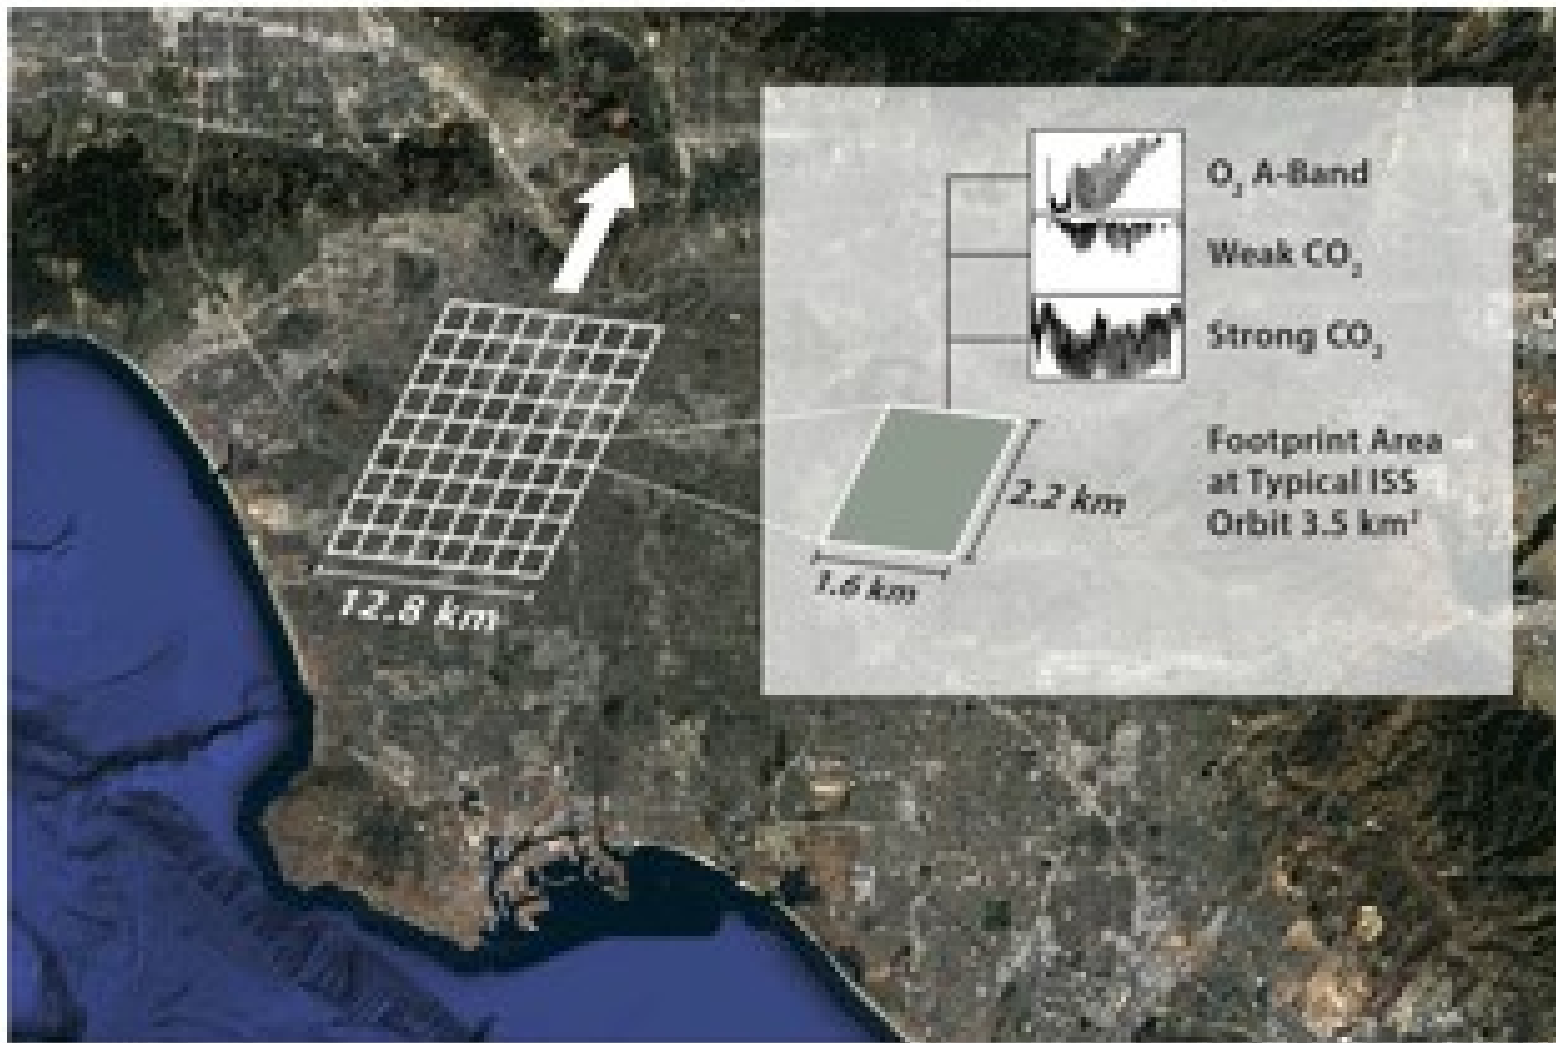 O₂ A-Band
Weak CO₂
Strong CO₂
Footprint Area
at Typical ISS
Orbit 3.5 km²
2.2 km
1.6 km
12.8 km